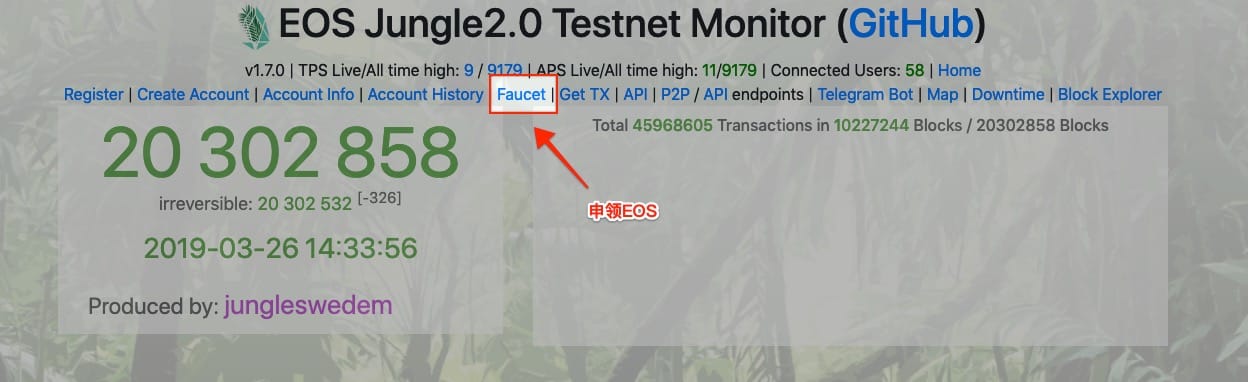 EOS Jungle2.0 Testnet Monitor (GitHub)
v1.7.0 | TPS Live/All time high: 9 / 9179 | APS Live/All time high: 11/9179 | Connected Users: 58 | Home
Register | Create Account | Account Info | Account History | Faucet | Get TX | API | P2P / API endpoints | Telegram Bot | Map | Downtime | Block Explorer
20 302 858
irreversible: 20 302 532 [-326]
2019-03-26 14:33:56
Produced by: jungleswedem
Total 45968605 Transactions in 10227244 Blocks / 20302858 Blocks
申领EOS